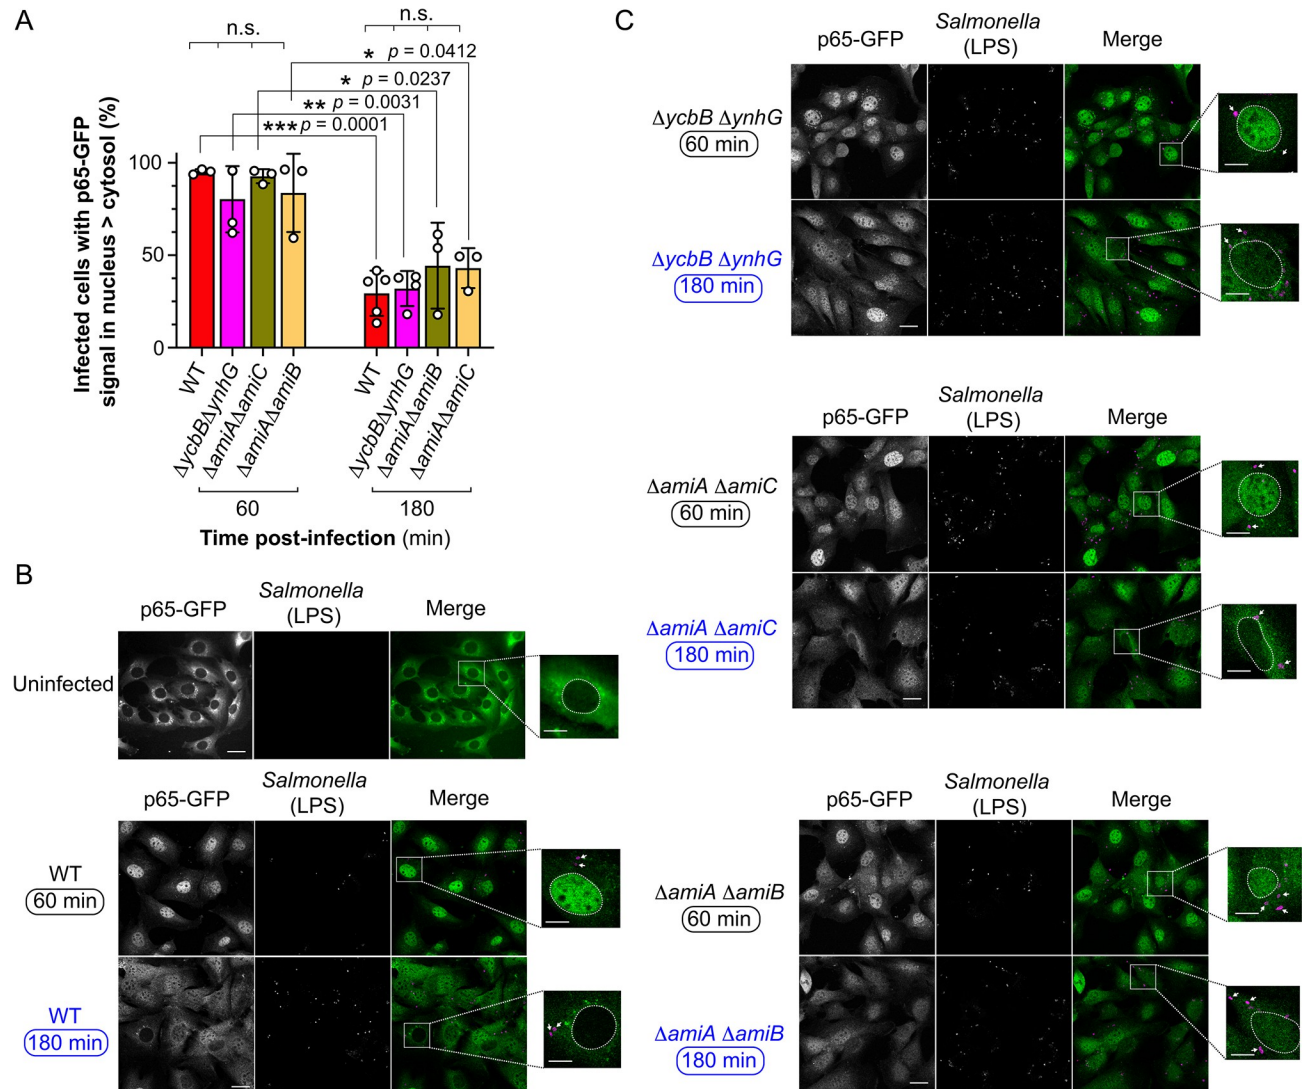 A
n.s.
n.s.
* p = 0.0412
* p = 0.0237
** p = 0.0031
*** p = 0.0001
Infected cells with p65-GFP
signal in nucleus > cytosol (%)
100
50
0
WT
ΔycbBΔynhG
ΔamiAΔamiC
ΔamiAΔamiB
WT
ΔycbBΔynhG
ΔamiAΔamiB
ΔamiAΔamiC
60
180
Time post-infection (min)
B
p65-GFP
Salmonella
(LPS)
Merge
Uninfected
p65-GFP
Salmonella
(LPS)
Merge
WT
60 min
WT
180 min
C
p65-GFP
Salmonella
(LPS)
Merge
ΔycbB ΔynhG
60 min
ΔycbB ΔynhG
180 min
p65-GFP
Salmonella
(LPS)
Merge
ΔamiA ΔamiC
60 min
ΔamiA ΔamiC
180 min
p65-GFP
Salmonella
(LPS)
Merge
ΔamiA ΔamiB
60 min
ΔamiA ΔamiB
180 min